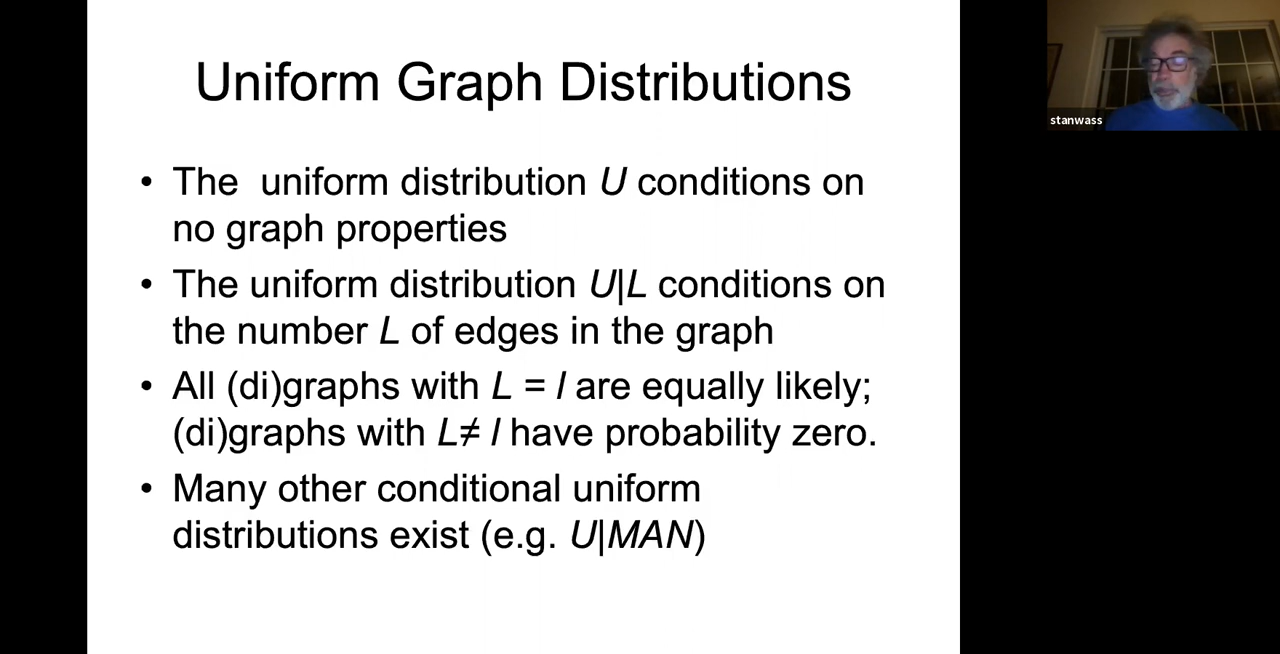 Uniform Graph Distributions
• The  uniform distribution U conditions on
no graph properties
• The uniform distribution U|L conditions on
the number L of edges in the graph
• All (di)graphs with L = l are equally likely;
(di)graphs with L≠ l have probability zero.
• Many other conditional uniform
distributions exist (e.g. U|MAN)
stanwass